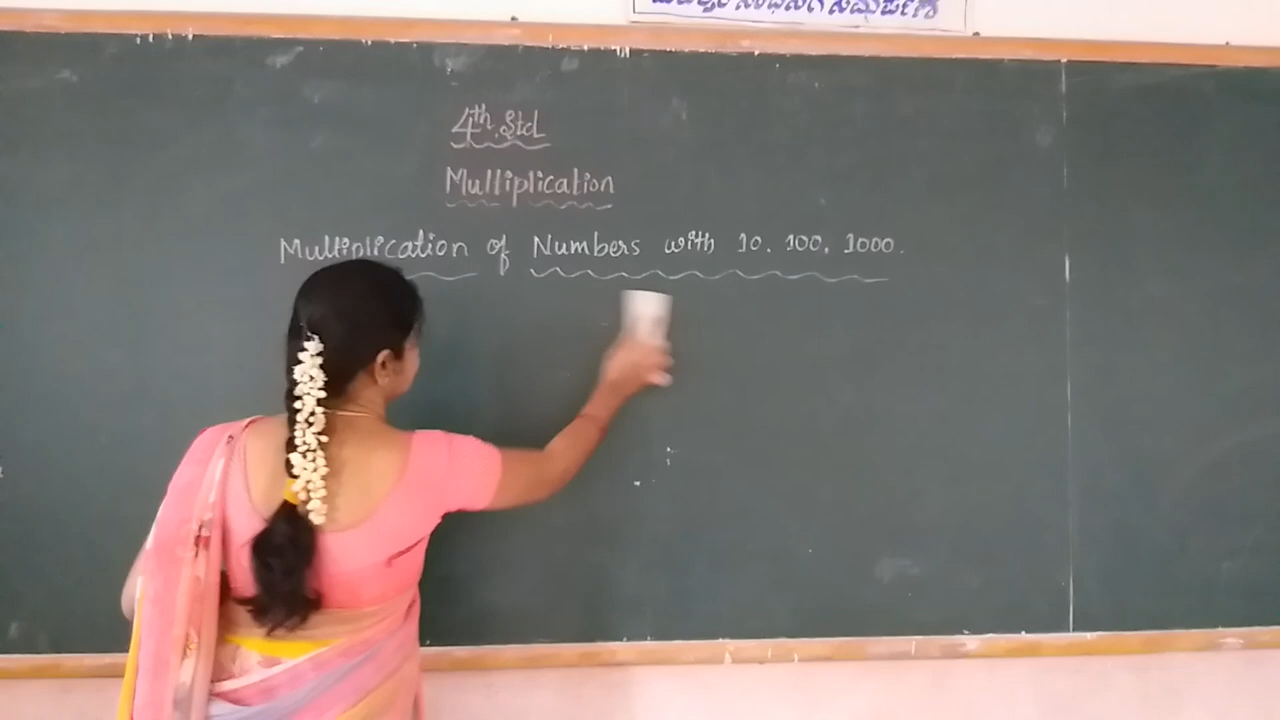 4th Std
Multiplication
Multiplication of Numbers with 10. 100. 1000.